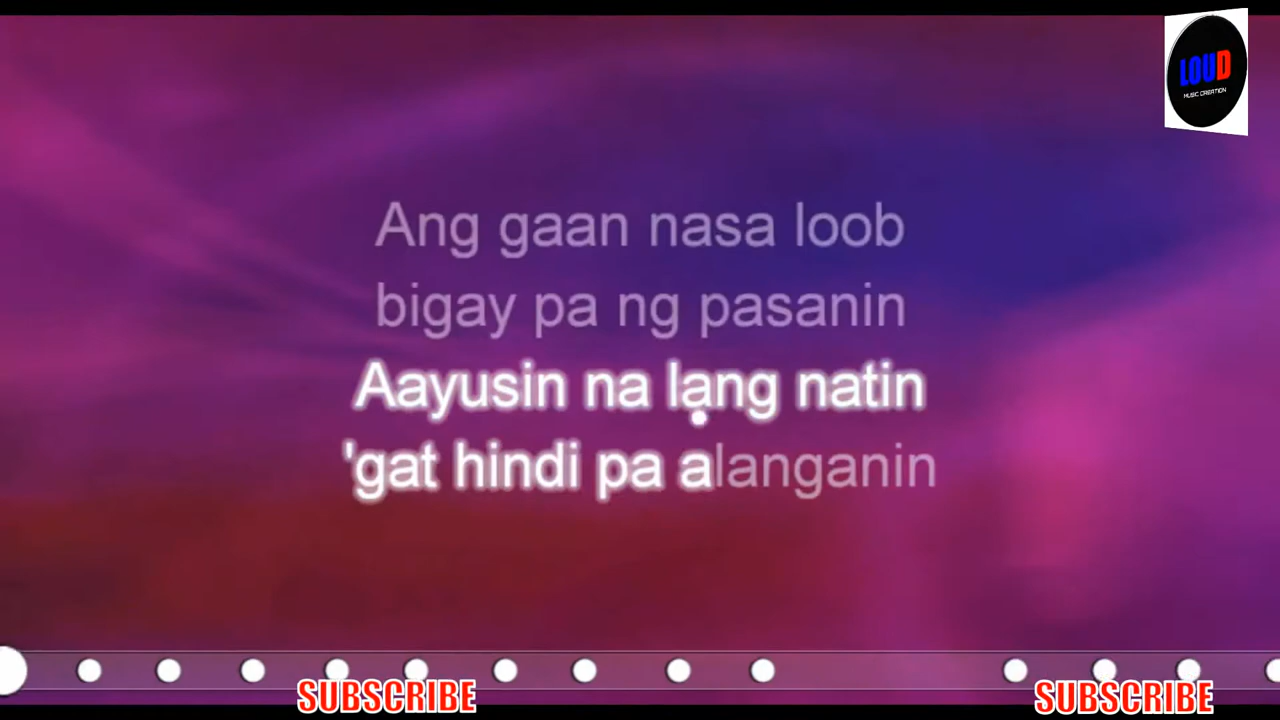 LOUD
MUSIC CREATION
Ang gaan nasa loob
bigay pa ng pasanin
Aayusin na lang natin
'gat hindi pa alanganin
SUBSCRIBE
SUBSCRIBE